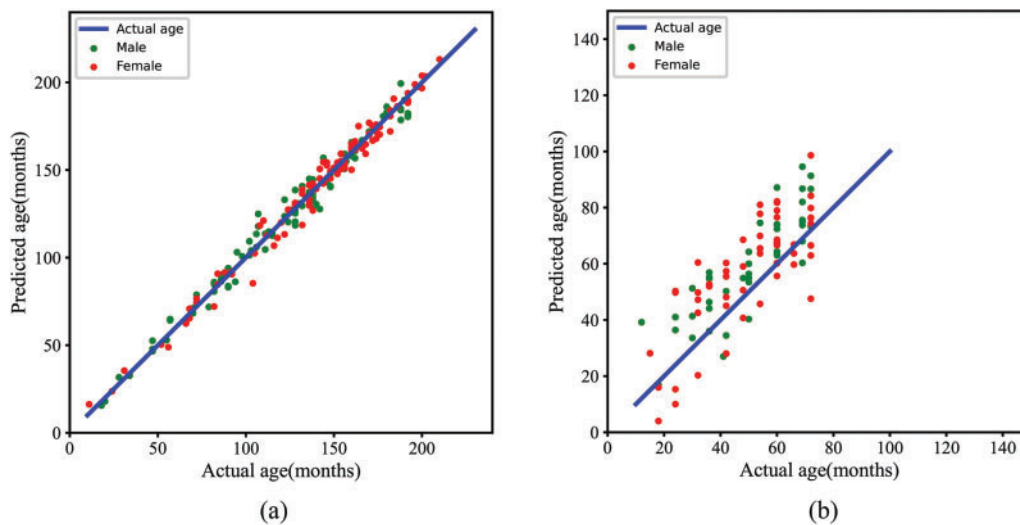 Actual age
Male
Female
200
150
100
50
0
0 50 100 150 200
Predicted age(months)
Actual age(months)
(a)
Actual age
Male
Female
140
120
100
80
60
40
20
0
0 20 40 60 80 100 120 140
Predicted age(months)
Actual age(months)
(b)